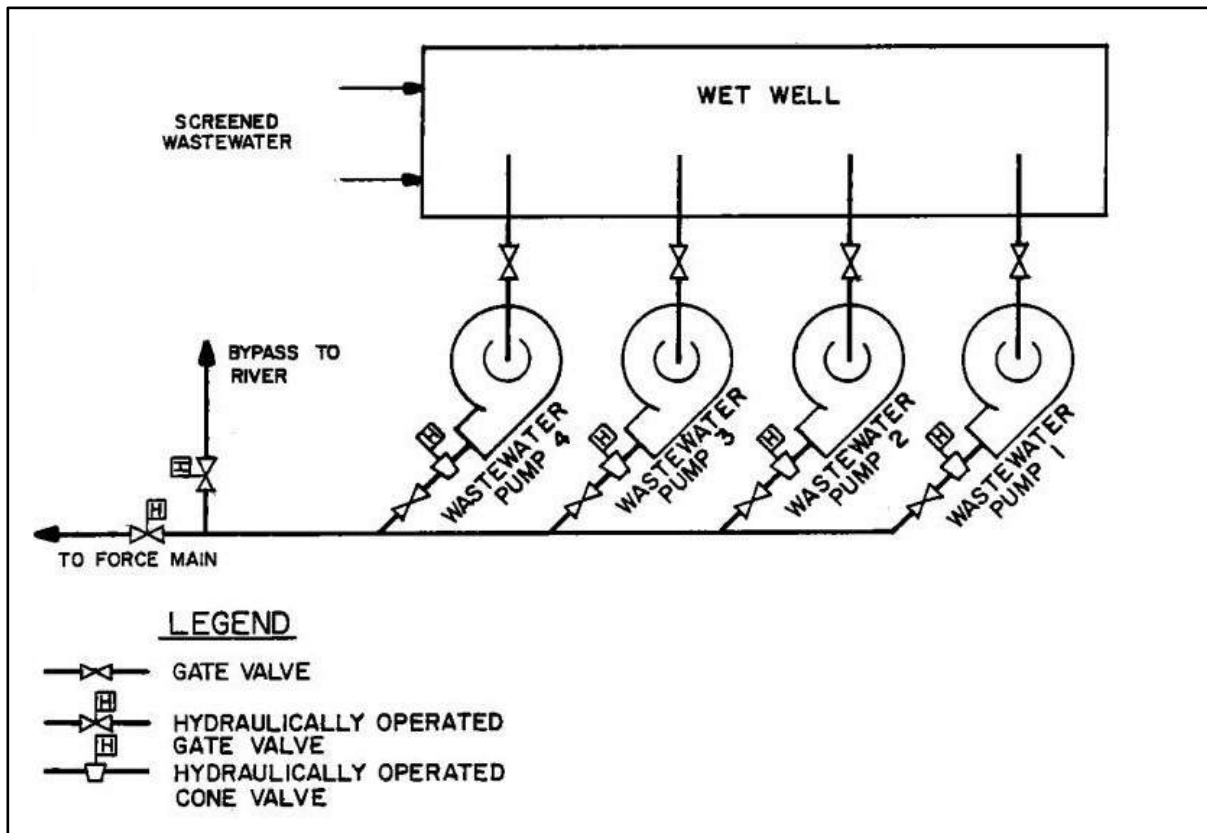 WET WELL
SCREENED
WASTEWATER
BYPASS TO
RIVER
H
H
H
H
H
H
WASTEWATER
PUMP 4
WASTEWATER
PUMP 3
WASTEWATER
PUMP 2
WASTEWATER
PUMP 1
TO FORCE MAIN
LEGEND
GATE VALVE
H
HYDRAULICALLY OPERATED
GATE VALVE
H
HYDRAULICALLY OPERATED
CONE VALVE